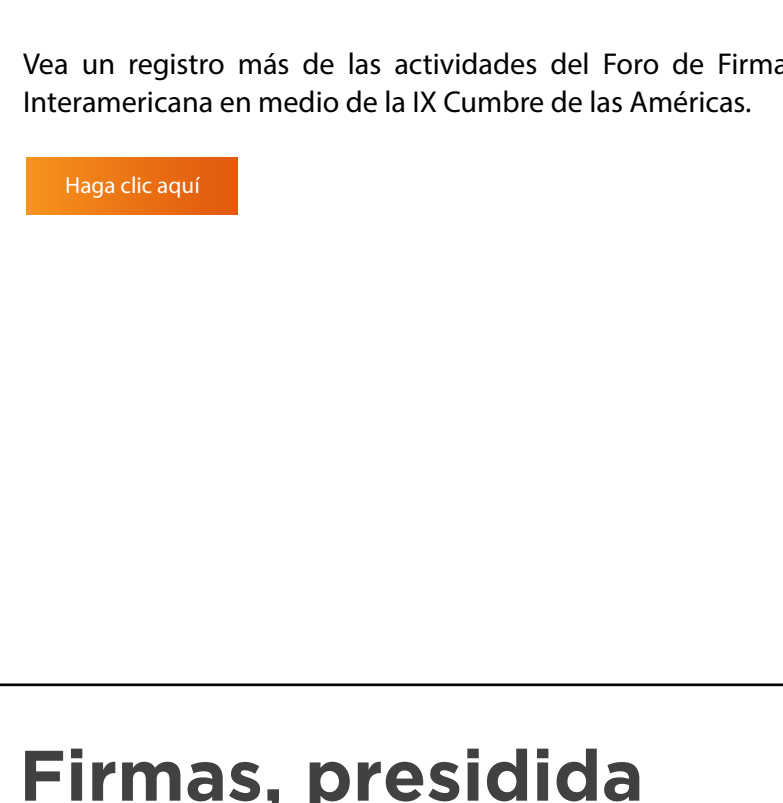 Vea un registro más de las actividades del Foro de Firma
Interamericana en medio de la IX Cumbre de las Américas.
Haga clic aquí
Firmas, presidida